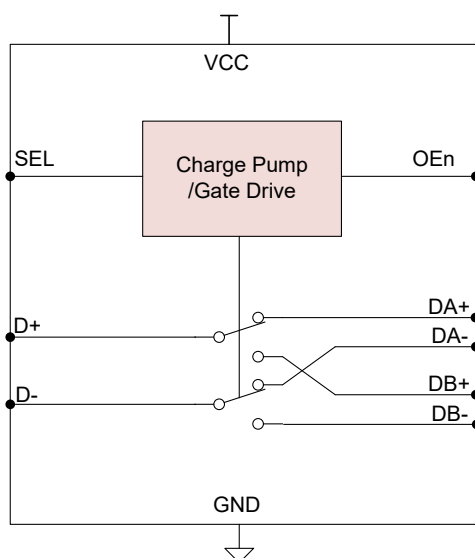 VCC
SEL
Charge Pump
/Gate Drive
OEn
D+
DA+
DA-
D-
DB+
DB-
GND